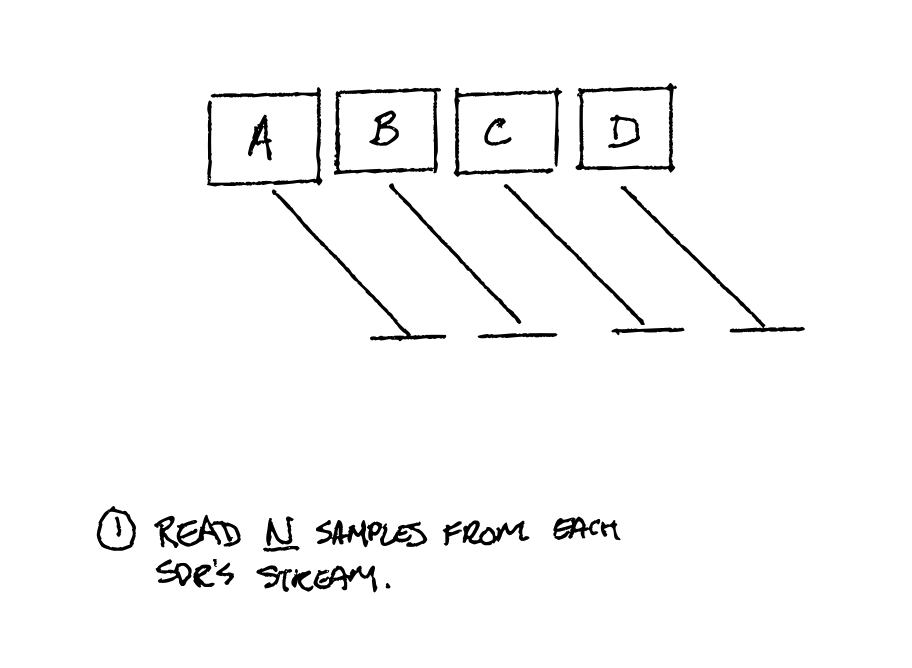 A B C D
① READ N SAMPLES FROM EACH
SDR'S STREAM.